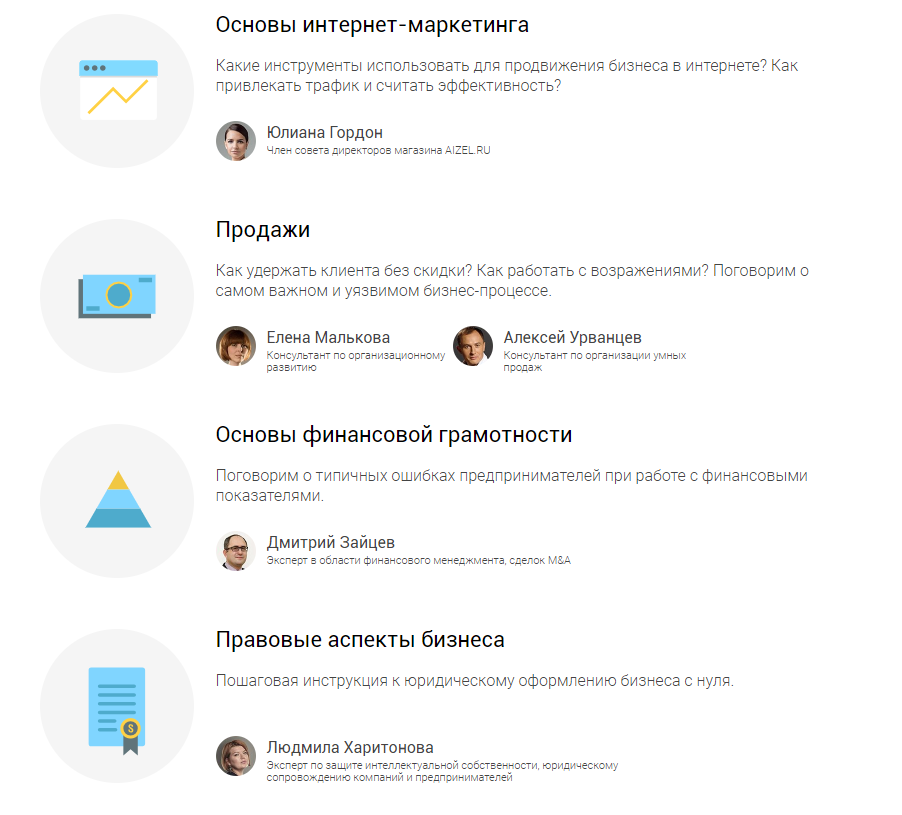 Основы интернет-маркетинга
Какие инструменты использовать для продвижения бизнеса в интернете? Как
привлекать трафик и считать эффективность?
Юлиана Гордон
Член совета директоров магазина AIZEL.RU
Продажи
Как удержать клиента без скидки? Как работать с возражениями? Поговорим о
самом важном и уязвимом бизнес-процессе.
Елена Малькова
Консультант по организационному
развитию
Алексей Урванцев
Консультант по организации умных
продаж
Основы финансовой грамотности
Поговорим о типичных ошибках предпринимателей при работе с финансовыми
показателями.
Дмитрий Зайцев
Эксперт в области финансового менеджмента, сделок M&A
Правовые аспекты бизнеса
Пошаговая инструкция к юридическому оформлению бизнеса с нуля.
$
Людмила Харитонова
Эксперт по защите интеллектуальной собственности, юридическому
сопровождению компаний и предпринимателей